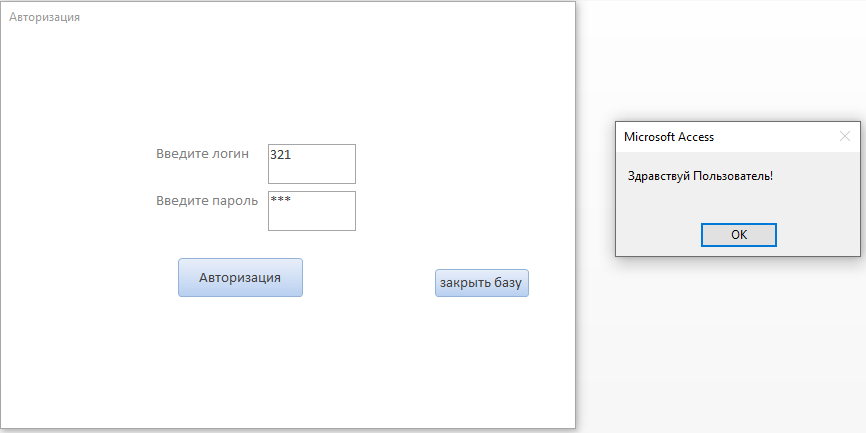 Авторизация
Введите логин
321
Введите пароль
***
Авторизация
закрыть базу
Microsoft Access
Здравствуй Пользователь!
OK